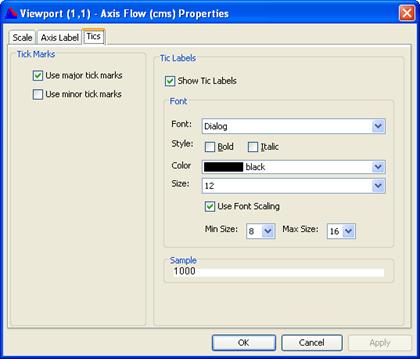 Viewport (1,1) - Axis Flow (cms) Properties
Scale Axis Label Tics
Tick Marks
Use major tick marks
Use minor tick marks
Tic Labels
Show Tic Labels
Font
Font: Dialog
Style: Bold Italic
Color black
Size: 12
Use Font Scaling
Min Size: 8 Max Size: 16
Sample
1000
OK Cancel Apply